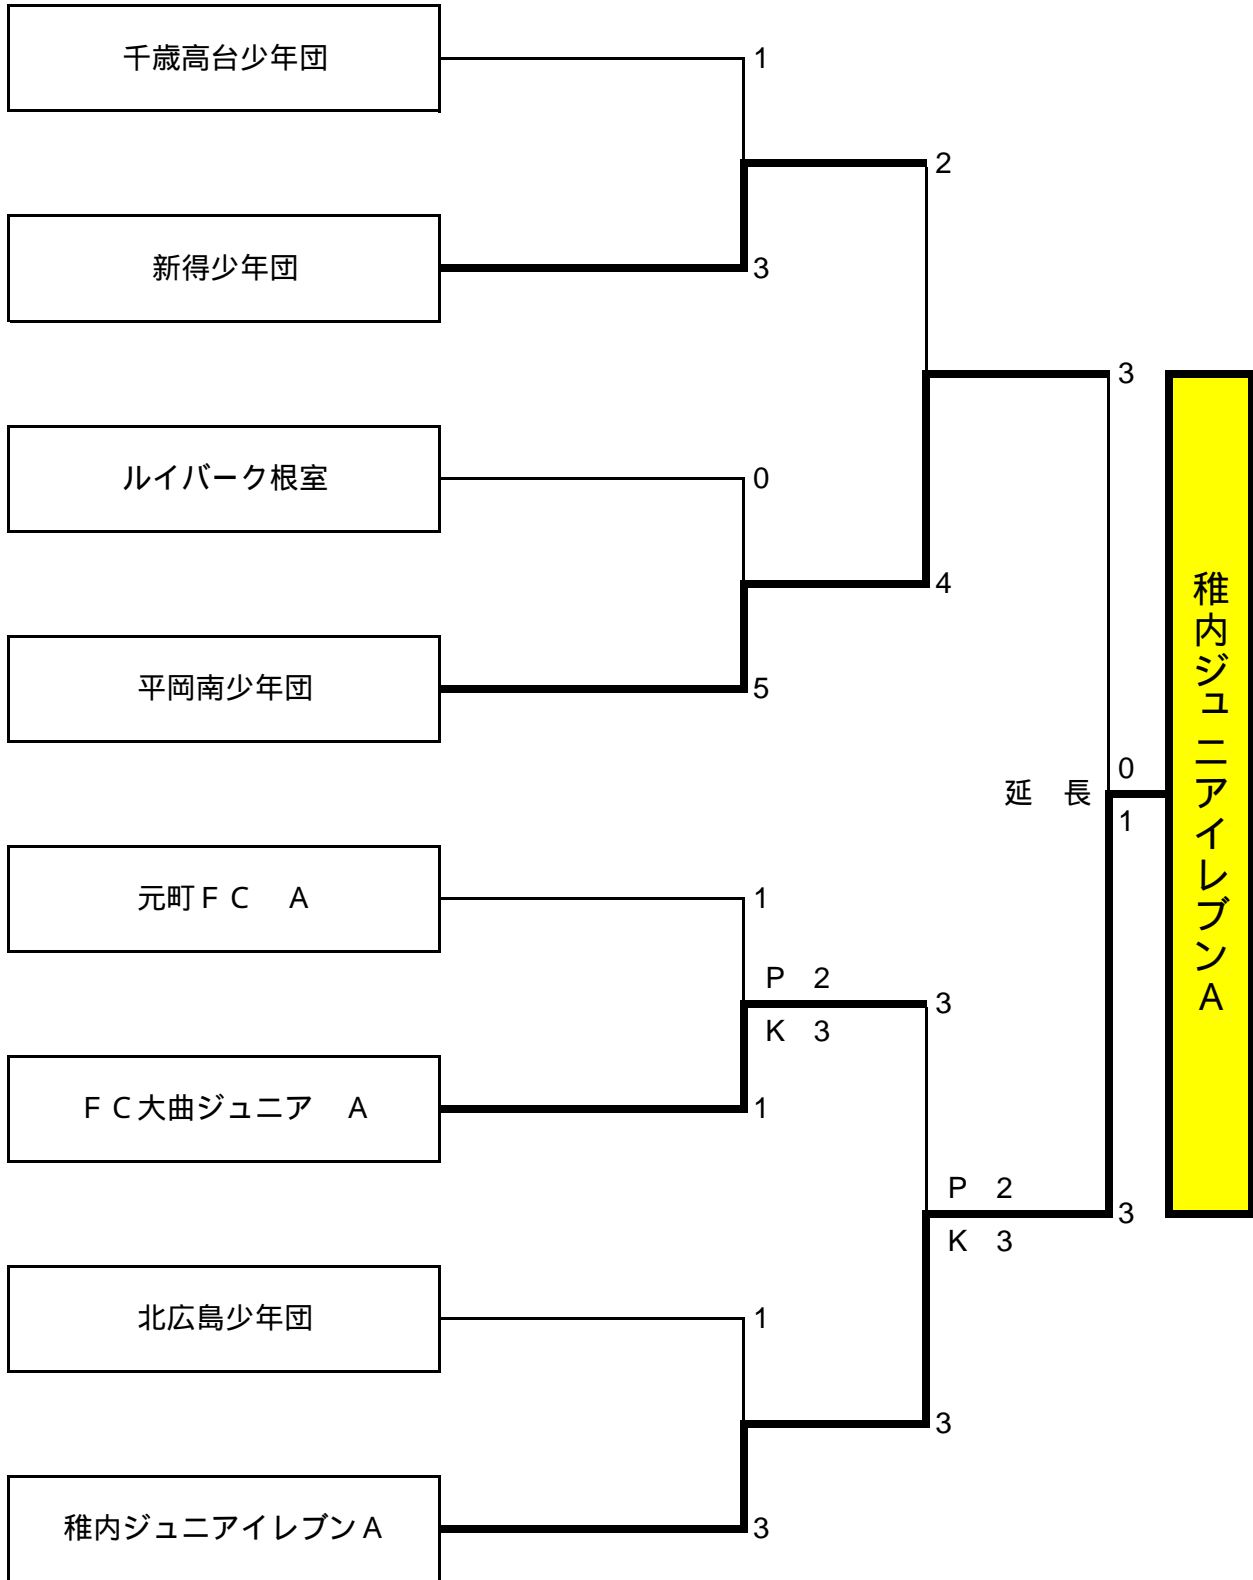 千歳高台少年団
1
2
新得少年団
3
3
ルイバーク根室
0
4
平岡南少年団
5
稚内ジュニアイレブンA
0
延 長
1
元町FC A
1
P 2
3
K 3
FC大曲ジュニア A
1
P 2
3
K 3
北広島少年団
1
3
稚内ジュニアイレブンA
3